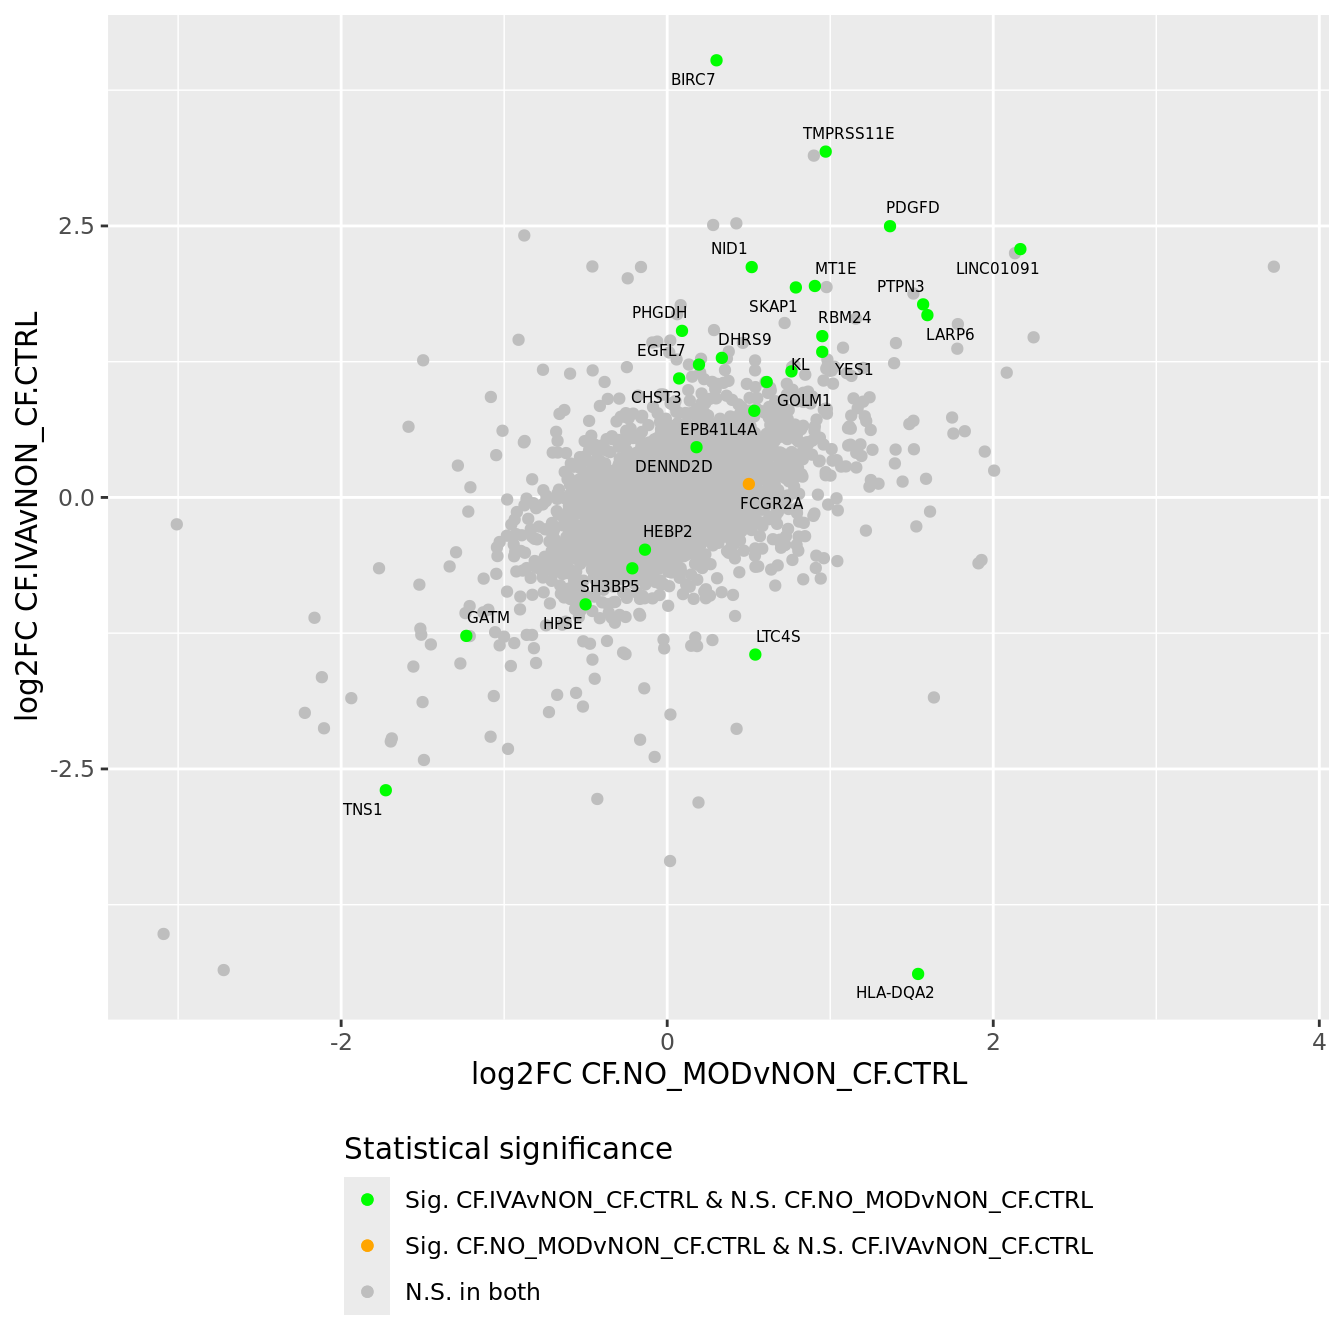 BIRC7
TMPRSS11E
PDGFD
2.5
NID1
MT1E
LINC01091
PTPN3
SKAP1
PHGDH
RBM24
LARP6
DHRS9
EGFL7
KL
YES1
CHST3
GOLM1
EPB41L4A
DENND2D
0.0
FCGR2A
HEBP2
SH3BP5
GATM
HPSE
LTC4S
-2.5
TNS1
HLA-DQA2
log2FC CF.IVAvNON_CF.CTRL
-2
0
2
4
log2FC CF.NO_MODvNON_CF.CTRL
Statistical significance
Sig. CF.IVAvNON_CF.CTRL & N.S. CF.NO_MODvNON_CF.CTRL
Sig. CF.NO_MODvNON_CF.CTRL & N.S. CF.IVAvNON_CF.CTRL
N.S. in both